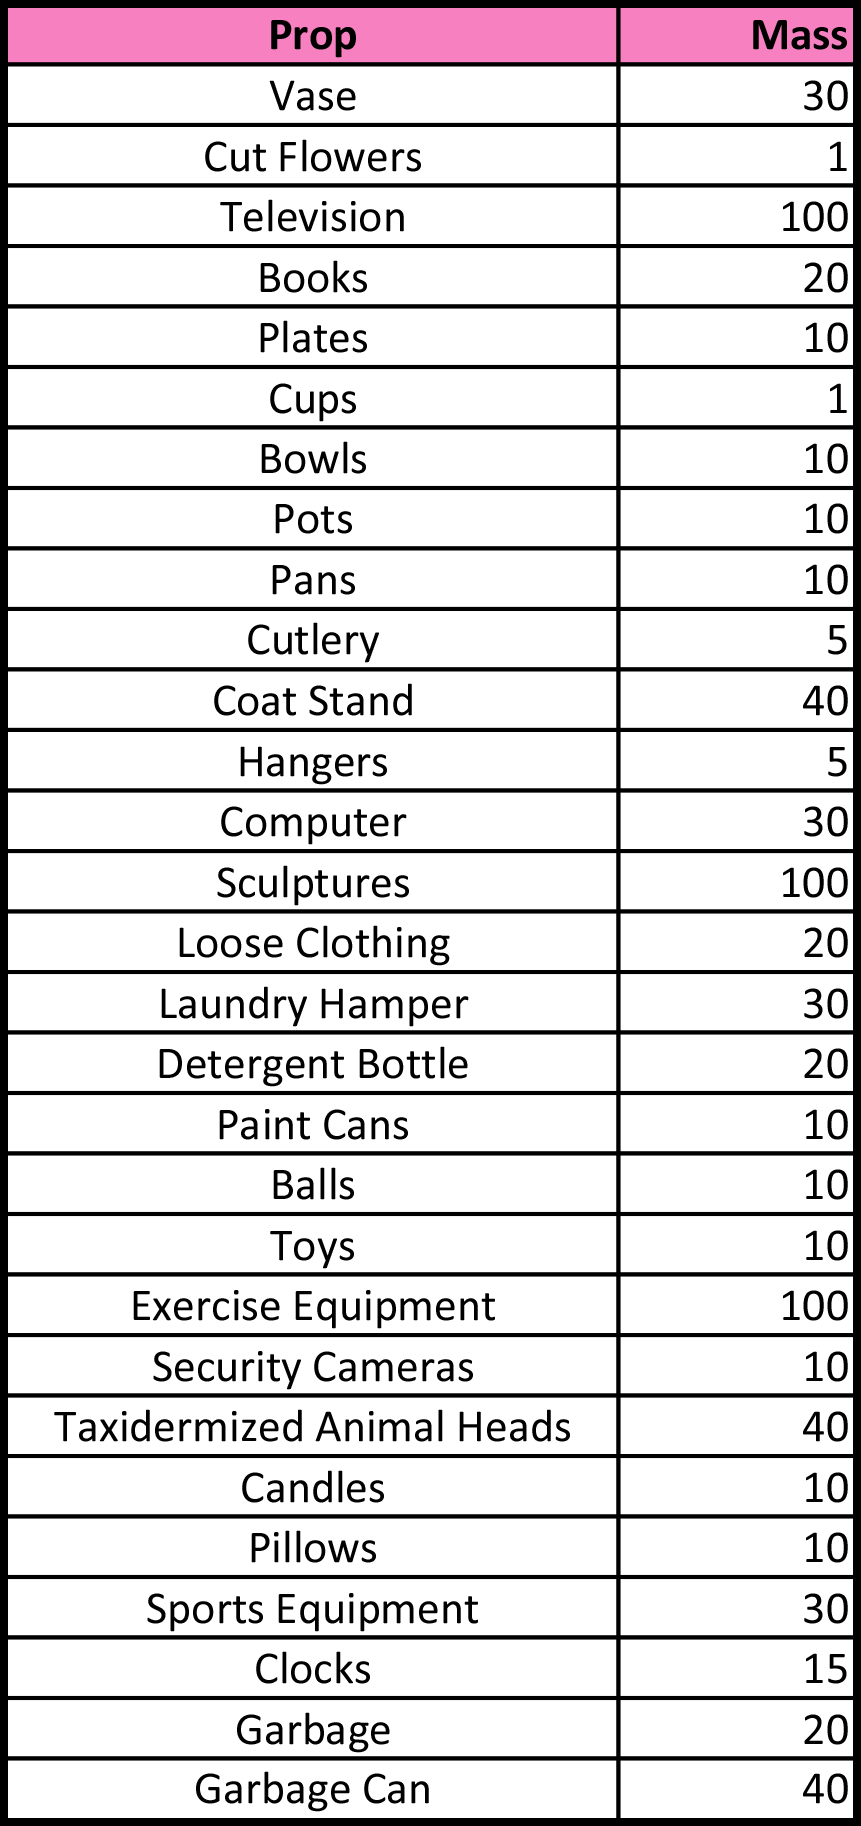 Prop Mass
Vase 30
Cut Flowers 1
Television 100
Books 20
Plates 10
Cups 1
Bowls 10
Pots 10
Pans 10
Cutlery 5
Coat Stand 40
Hangers 5
Computer 30
Sculptures 100
Loose Clothing 20
Laundry Hamper 30
Detergent Bottle 20
Paint Cans 10
Balls 10
Toys 10
Exercise Equipment 100
Security Cameras 10
Taxidermized Animal Heads 40
Candles 10
Pillows 10
Sports Equipment 30
Clocks 15
Garbage 20
Garbage Can 40